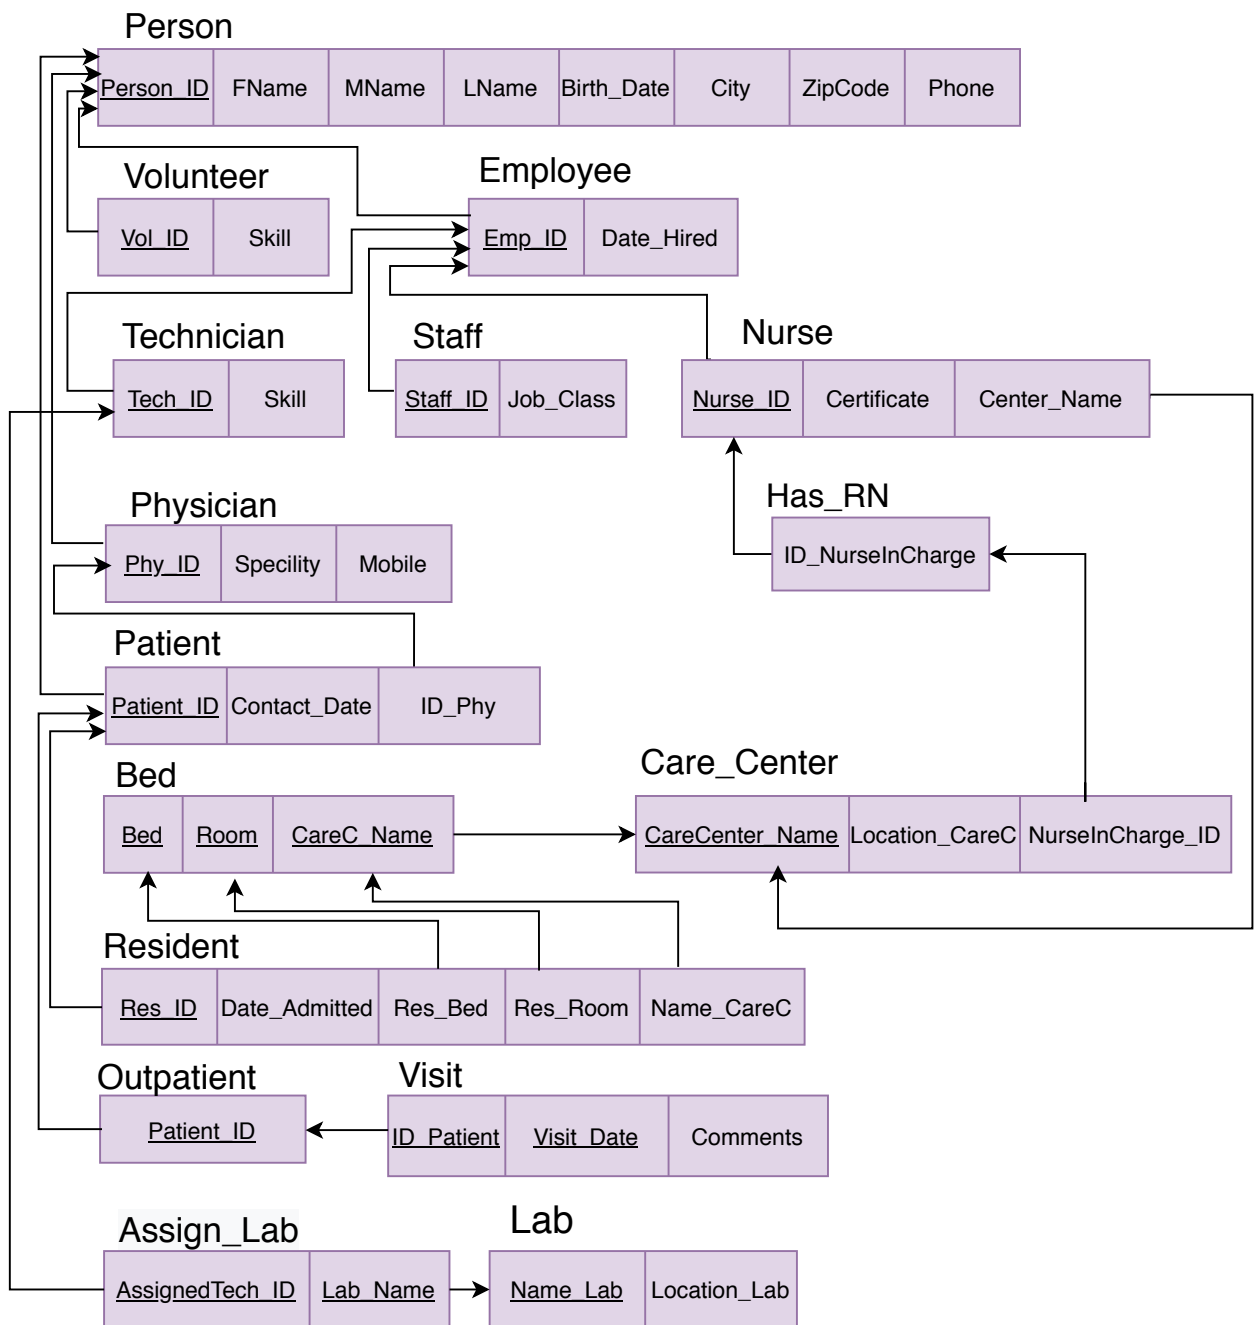 Person
Person_ID FName MName LName Birth_Date City ZipCode Phone
Volunteer
Vol_ID Skill
Employee
Emp_ID Date_Hired
Technician
Tech_ID Skill
Staff
Staff_ID Job_Class
Nurse
Nurse_ID Certificate Center_Name
Has_RN
ID_NurseInCharge
Physician
Phy_ID Specility Mobile
Patient
Patient_ID Contact_Date ID_Phy
Bed
Bed Room CareC_Name
Care_Center
CareCenter_Name Location_CareC NurseInCharge_ID
Resident
Res_ID Date_Admitted Res_Bed Res_Room Name_CareC
Outpatient
Patient_ID
Visit
ID_Patient Visit_Date Comments
Assign_Lab
AssignedTech_ID Lab_Name
Lab
Name_Lab Location_Lab